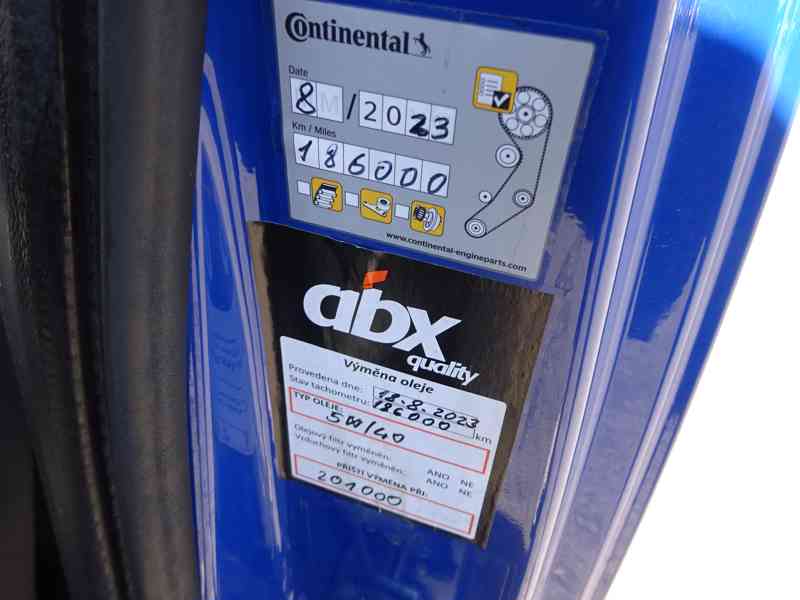 Continental
Date
8M/2023
Km / Miles
186000
www.continental-engineparts.com
abx
quality
Výměna oleje
Provedena dne: 18.8.2023
Stav tachometru: 186000 km
TYP OLEJE:
5W/40
Olejový filtr vyměněn: ANO NE
Vzduchový filtr vyměněn: ANO NE
PŘÍŠTÍ VÝMĚNA PŘI:
201000